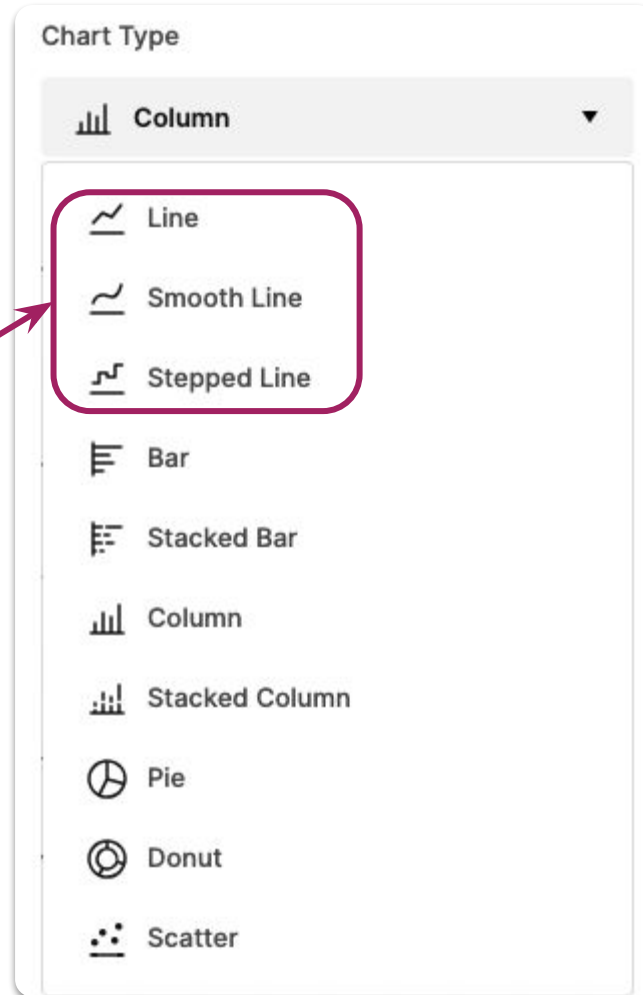 Chart Type
Column
Line
Smooth Line
Stepped Line
Bar
Stacked Bar
Column
Stacked Column
Pie
Donut
Scatter